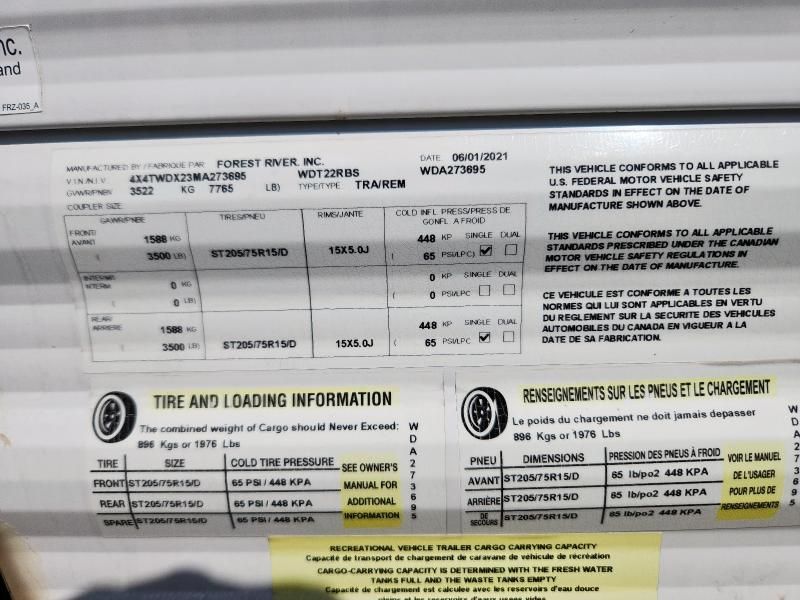 nc.
and
FRZ-035_A
MANUFACTURED BY / FABRIQUE PAR FOREST RIVER, INC. DATE 06/01/2021
V I N / N I V 4X4TWDX23MA273695 WDT22RBS WDA273695
GVWR/PNBV 3522 KG 7765 LB) TYPE/TYPE TRA/REM
COUPLER SIZE
GAWR/PNBE TIRES/PNEU RIMS/JANTE COLD INFL PRESS/PRESS DE GONFL A FROID
FRONT/ AVANT 1588 KG 448 KP SINGLE DUAL
( 3500 LB) ST205/75R15/D 15X5.0J ( 65 PSI/LPC)
INTERM/ INTERM 0 KG 0 KP SINGLE DUAL
( 0 LB) ( 0 PSI/LPC
REAR/ ARRIERE 1588 KG 448 KP SINGLE DUAL
( 3500 LB) ST205/75R15/D 15X5.0J ( 65 PSI/LPC
THIS VEHICLE CONFORMS TO ALL APPLICABLE
U.S. FEDERAL MOTOR VEHICLE SAFETY
STANDARDS IN EFFECT ON THE DATE OF
MANUFACTURE SHOWN ABOVE.
THIS VEHICLE CONFORMS TO ALL APPLICABLE
STANDARDS PRESCRIBED UNDER THE CANADIAN
MOTOR VEHICLE SAFETY REGULATIONS IN
EFFECT ON THE DATE OF MANUFACTURE.
CE VEHICULE EST CONFORME A TOUTES LES
NORMES QUI LUI SONT APPLICABLES EN VERTU
DU REGLEMENT SUR LA SECURITE DES VEHICULES
AUTOMOBILES DU CANADA EN VIGUEUR A LA
DATE DE SA FABRICATION.
TIRE AND LOADING INFORMATION
The combined weight of Cargo should Never Exceed:
896 Kgs or 1976 Lbs
TIRE SIZE COLD TIRE PRESSURE
FRONT ST205/75R15/D 65 PSI / 448 KPA
REAR ST205/75R15/D 65 PSI / 448 KPA
SPARE ST205/75R15/D 65 PSI / 448 KPA
SEE OWNER'S
MANUAL FOR
ADDITIONAL
INFORMATION
WDA273695
RENSEIGNEMENTS SUR LES PNEUS ET LE CHARGEMENT
Le poids du chargement ne doit jamais depasser
896 Kgs or 1976 Lbs
PNEU DIMENSIONS PRESSION DES PNEUS À FROID
AVANT ST205/75R15/D 65 lb/po2 448 KPA
ARRIÈRE ST205/75R15/D 65 lb/po2 448 KPA
DE SECOURS ST205/75R15/D 65 lb/po2 448 KPA
VOIR LE MANUEL
DE L'USAGER
POUR PLUS DE
RENSEIGNEMENTS
WDA273695
RECREATIONAL VEHICLE TRAILER CARGO CARRYING CAPACITY
Capacité de transport de chargement de caravane de véhicule de récréation
CARGO-CARRYING CAPACITY IS DETERMINED WITH THE FRESH WATER
TANKS FULL AND THE WASTE TANKS EMPTY
Capacité de chargement est calculée avec les reservoirs d'eau douce
pleins et les reservoirs d'eaux usees vides